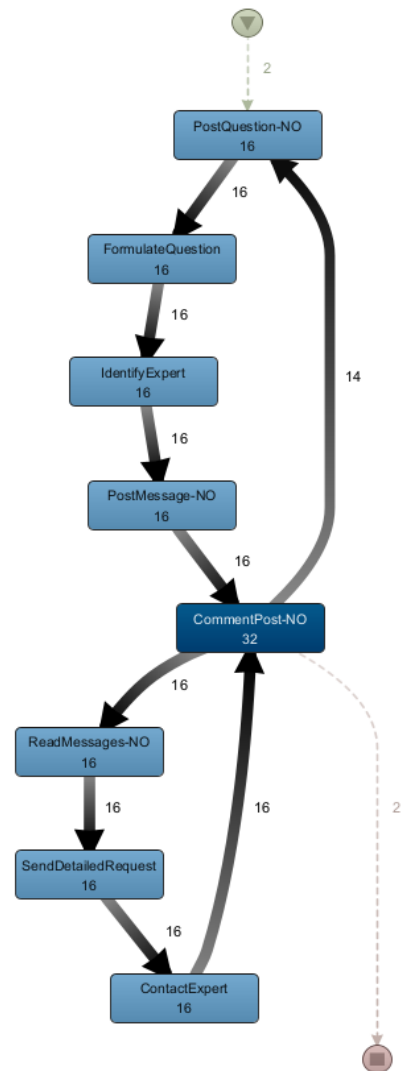 2
PostQuestion-NO
16
16
FormulateQuestion
16
16
IdentifyExpert
16
14
16
PostMessage-NO
16
16
CommentPost-NO
32
16
ReadMessages-NO
16
16
16
2
SendDetailedRequest
16
16
ContactExpert
16